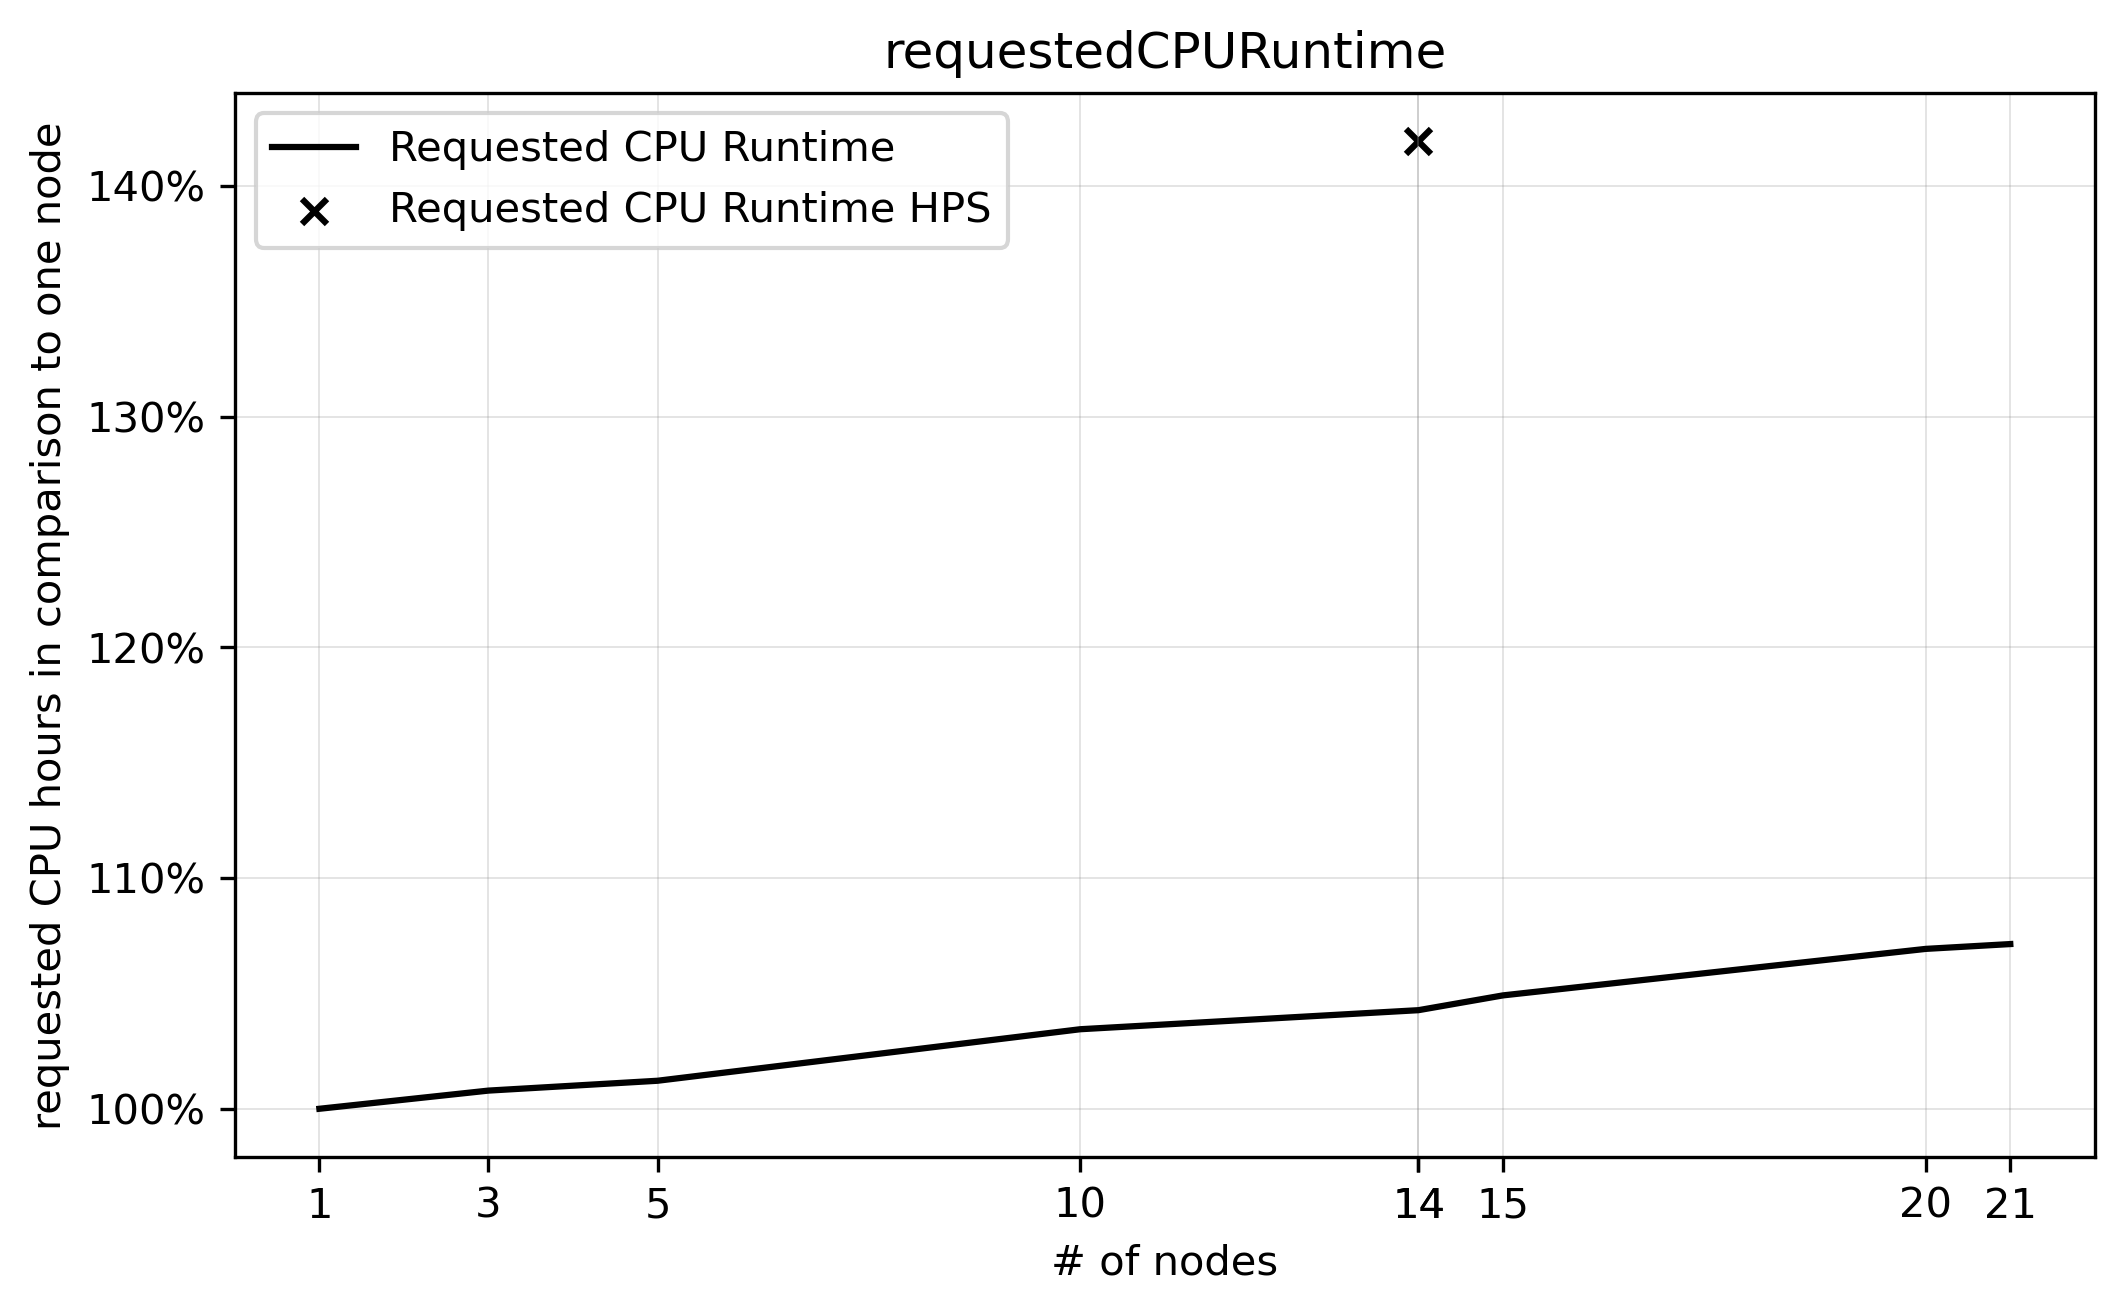 requestedCPURuntime
Requested CPU Runtime
Requested CPU Runtime HPS
requested CPU hours in comparison to one node
140%
130%
120%
110%
100%
1 3 5 10 14 15 20 21
# of nodes